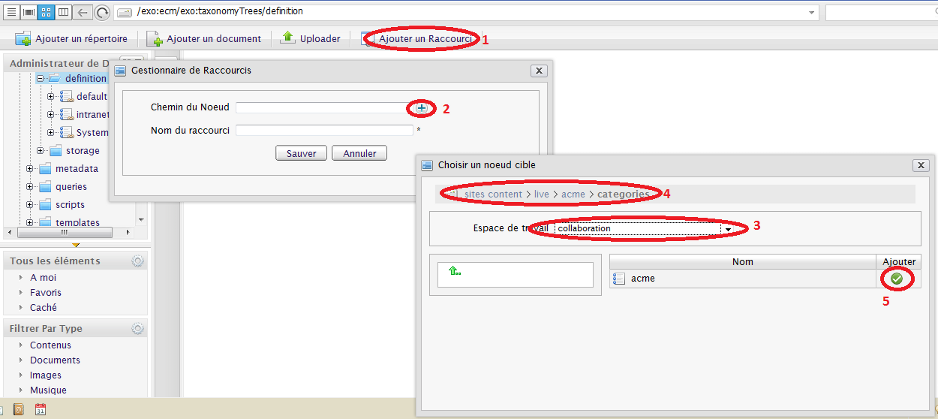 /exo:ecm/exo:taxonomyTrees/definition
Ajouter un répertoire
Ajouter un document
Uploader
Ajouter un Raccourci
1
Administrateur de D
definition
default
intranet
System
storage
metadata
queries
scripts
templates
Tous les éléments
A moi
Favoris
Caché
Filtrer Par Type
Contenus
Documents
Images
Musique
Gestionnaire de Raccourcis
Chemin du Noeud
2
Nom du raccourci *
Sauver
Annuler
Choisir un noeud cible
sites content > live > acme > categories
4
Espace de travail collaboration
3
Nom
Ajouter
acme
5
31